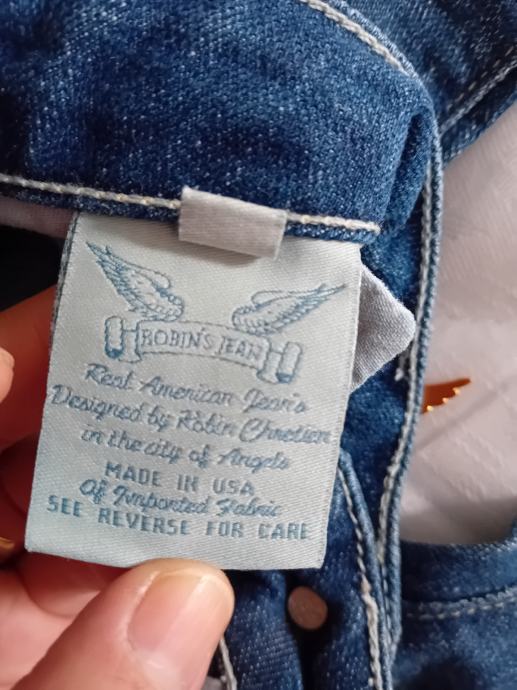 ROBIN'S JEAN
Real American Jean's
Designed by Robin Chretien
in the city of Angels
MADE IN USA
Of Imported Fabric
SEE REVERSE FOR CARE